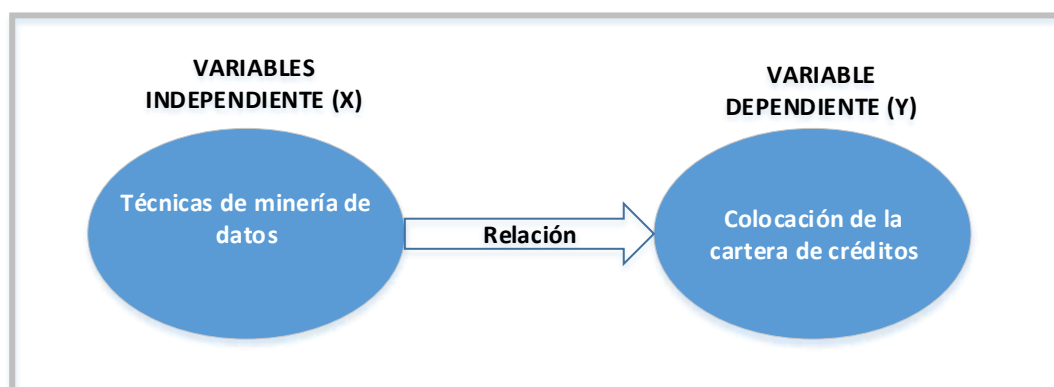 VARIABLES
INDEPENDIENTE (X)
VARIABLE
DEPENDIENTE (Y)
Técnicas de minería de
datos
Relación
Colocación de la
cartera de créditos